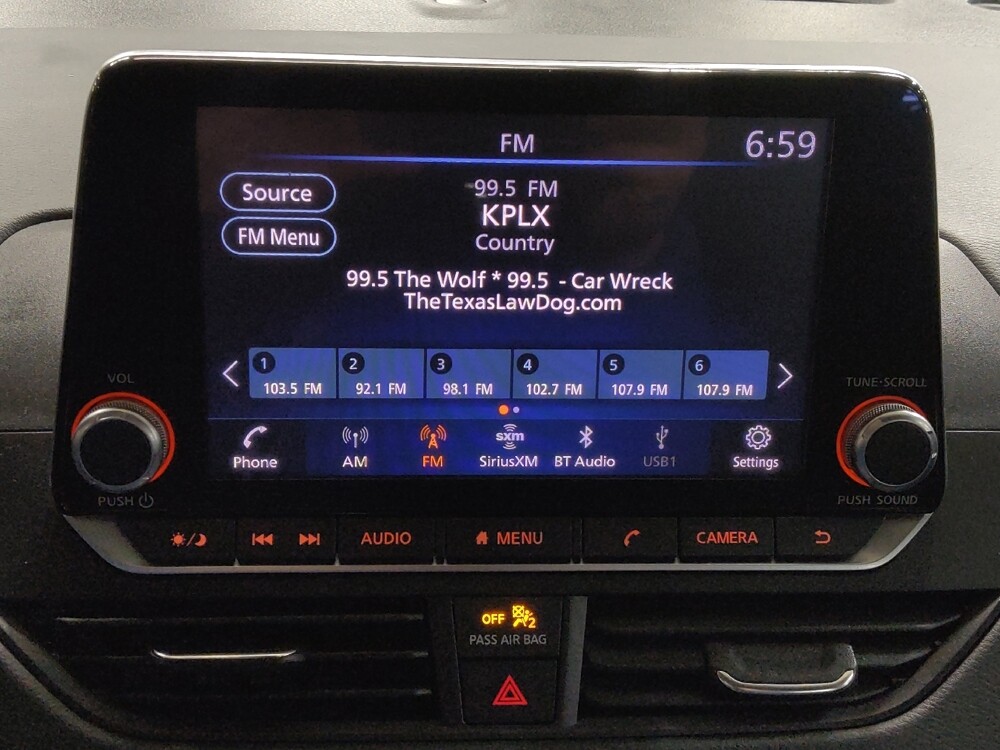 FM
6:59
Source
FM Menu
99.5 FM
KPLX
Country
99.5 The Wolf * 99.5 - Car Wreck
TheTexasLawDog.com
1 103.5 FM
2 92.1 FM
3 98.1 FM
4 102.7 FM
5 107.9 FM
6 107.9 FM
VOL
TUNE·SCROLL
Phone
AM
FM
sxm
SiriusXM
BT Audio
USB1
Settings
PUSH
PUSH SOUND
AUDIO
MENU
CAMERA
OFF 2
PASS AIR BAG